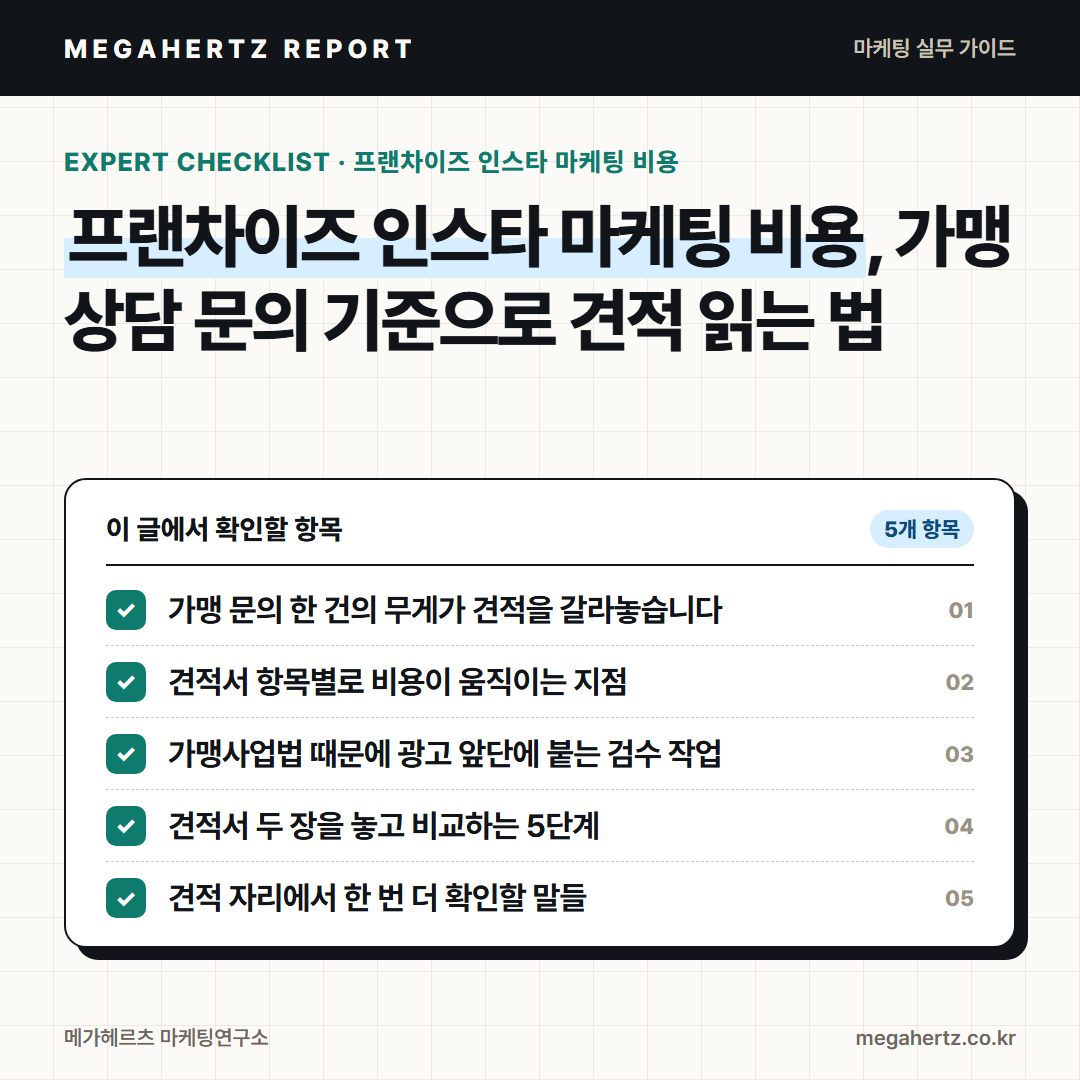 MEGAHERTZ REPORT
마케팅 실무 가이드
EXPERT CHECKLIST · 프랜차이즈 인스타 마케팅 비용
프랜차이즈 인스타 마케팅 비용, 가맹
상담 문의 기준으로 견적 읽는 법
이 글에서 확인할 항목
5개 항목
가맹 문의 한 건의 무게가 견적을 갈라놓습니다
01
견적서 항목별로 비용이 움직이는 지점
02
가맹사업법 때문에 광고 앞단에 붙는 검수 작업
03
견적서 두 장을 놓고 비교하는 5단계
04
견적 자리에서 한 번 더 확인할 말들
05
메가헤르츠 마케팅연구소
megahertz.co.kr